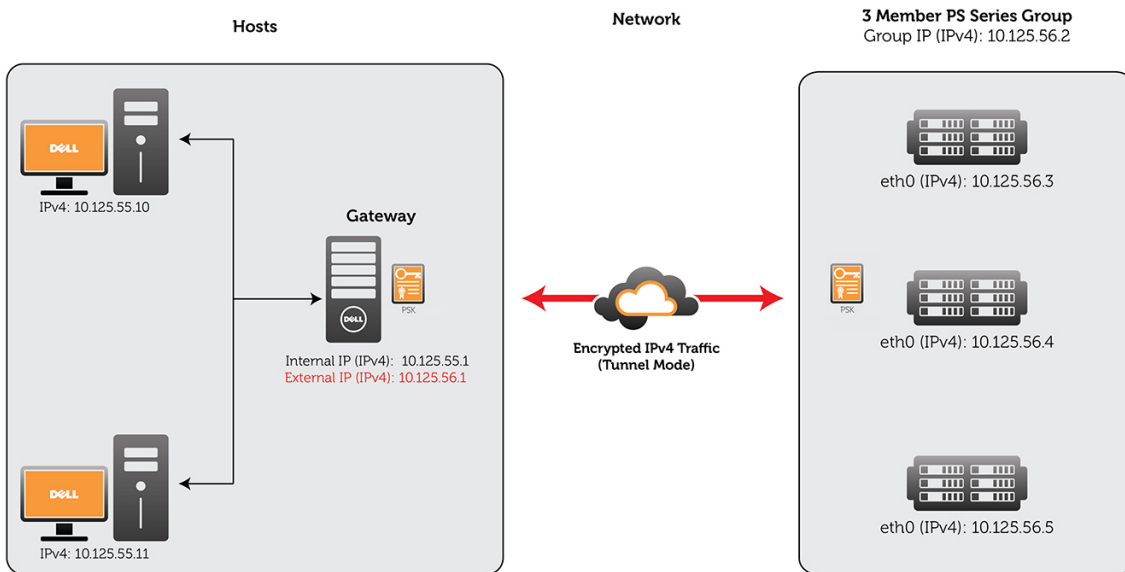 Hosts
Network
3 Member PS Series Group
Group IP (IPv4): 10.125.56.2
DELL
IPv4: 10.125.55.10
Gateway
DELL
PSK
Internal IP (IPv4): 10.125.55.1
External IP (IPv4): 10.125.56.1
DELL
IPv4: 10.125.55.11
Encrypted IPv4 Traffic
(Tunnel Mode)
eth0 (IPv4): 10.125.56.3
PSK
eth0 (IPv4): 10.125.56.4
eth0 (IPv4): 10.125.56.5